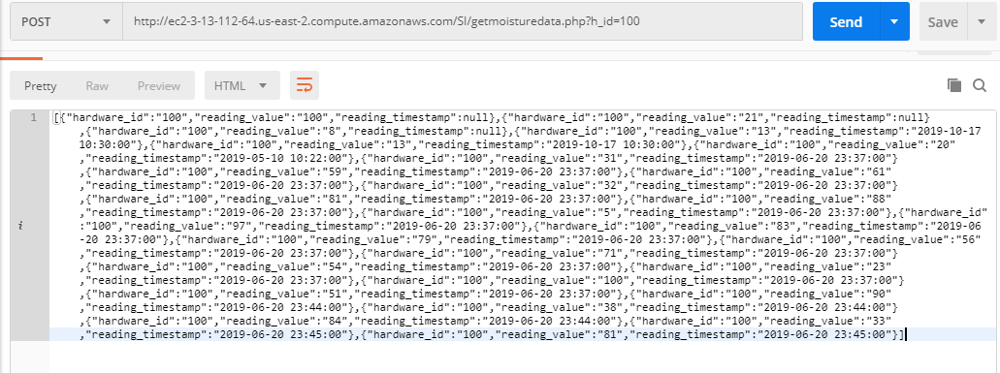 POST http://ec2-3-13-112-64.us-east-2.compute.amazonaws.com/SI/getmoisturedata.php?h_id=100 Send Save
Pretty Raw Preview HTML
1 [{"hardware_id":"100","reading_value":"100","reading_timestamp":null},{"hardware_id":"100","reading_value":"21","reading_timestamp":null}
,{"hardware_id":"100","reading_value":"8","reading_timestamp":null},{"hardware_id":"100","reading_value":"13","reading_timestamp":"2019-10-17
10:30:00"},{"hardware_id":"100","reading_value":"13","reading_timestamp":"2019-10-17 10:30:00"},{"hardware_id":"100","reading_value":"20"
,"reading_timestamp":"2019-05-10 10:22:00"},{"hardware_id":"100","reading_value":"31","reading_timestamp":"2019-06-20 23:37:00"}
,{"hardware_id":"100","reading_value":"59","reading_timestamp":"2019-06-20 23:37:00"},{"hardware_id":"100","reading_value":"61"
,"reading_timestamp":"2019-06-20 23:37:00"},{"hardware_id":"100","reading_value":"32","reading_timestamp":"2019-06-20 23:37:00"}
,{"hardware_id":"100","reading_value":"81","reading_timestamp":"2019-06-20 23:37:00"},{"hardware_id":"100","reading_value":"88"
,"reading_timestamp":"2019-06-20 23:37:00"},{"hardware_id":"100","reading_value":"5","reading_timestamp":"2019-06-20 23:37:00"},{"hardware_id"
:"100","reading_value":"97","reading_timestamp":"2019-06-20 23:37:00"},{"hardware_id":"100","reading_value":"83","reading_timestamp":"2019-06
-20 23:37:00"},{"hardware_id":"100","reading_value":"79","reading_timestamp":"2019-06-20 23:37:00"},{"hardware_id":"100","reading_value":"56"
,"reading_timestamp":"2019-06-20 23:37:00"},{"hardware_id":"100","reading_value":"71","reading_timestamp":"2019-06-20 23:37:00"}
,{"hardware_id":"100","reading_value":"54","reading_timestamp":"2019-06-20 23:37:00"},{"hardware_id":"100","reading_value":"23"
,"reading_timestamp":"2019-06-20 23:37:00"},{"hardware_id":"100","reading_value":"100","reading_timestamp":"2019-06-20 23:37:00"}
,{"hardware_id":"100","reading_value":"51","reading_timestamp":"2019-06-20 23:37:00"},{"hardware_id":"100","reading_value":"90"
,"reading_timestamp":"2019-06-20 23:44:00"},{"hardware_id":"100","reading_value":"38","reading_timestamp":"2019-06-20 23:44:00"}
,{"hardware_id":"100","reading_value":"84","reading_timestamp":"2019-06-20 23:44:00"},{"hardware_id":"100","reading_value":"33"
,"reading_timestamp":"2019-06-20 23:45:00"},{"hardware_id":"100","reading_value":"81","reading_timestamp":"2019-06-20 23:45:00"}]